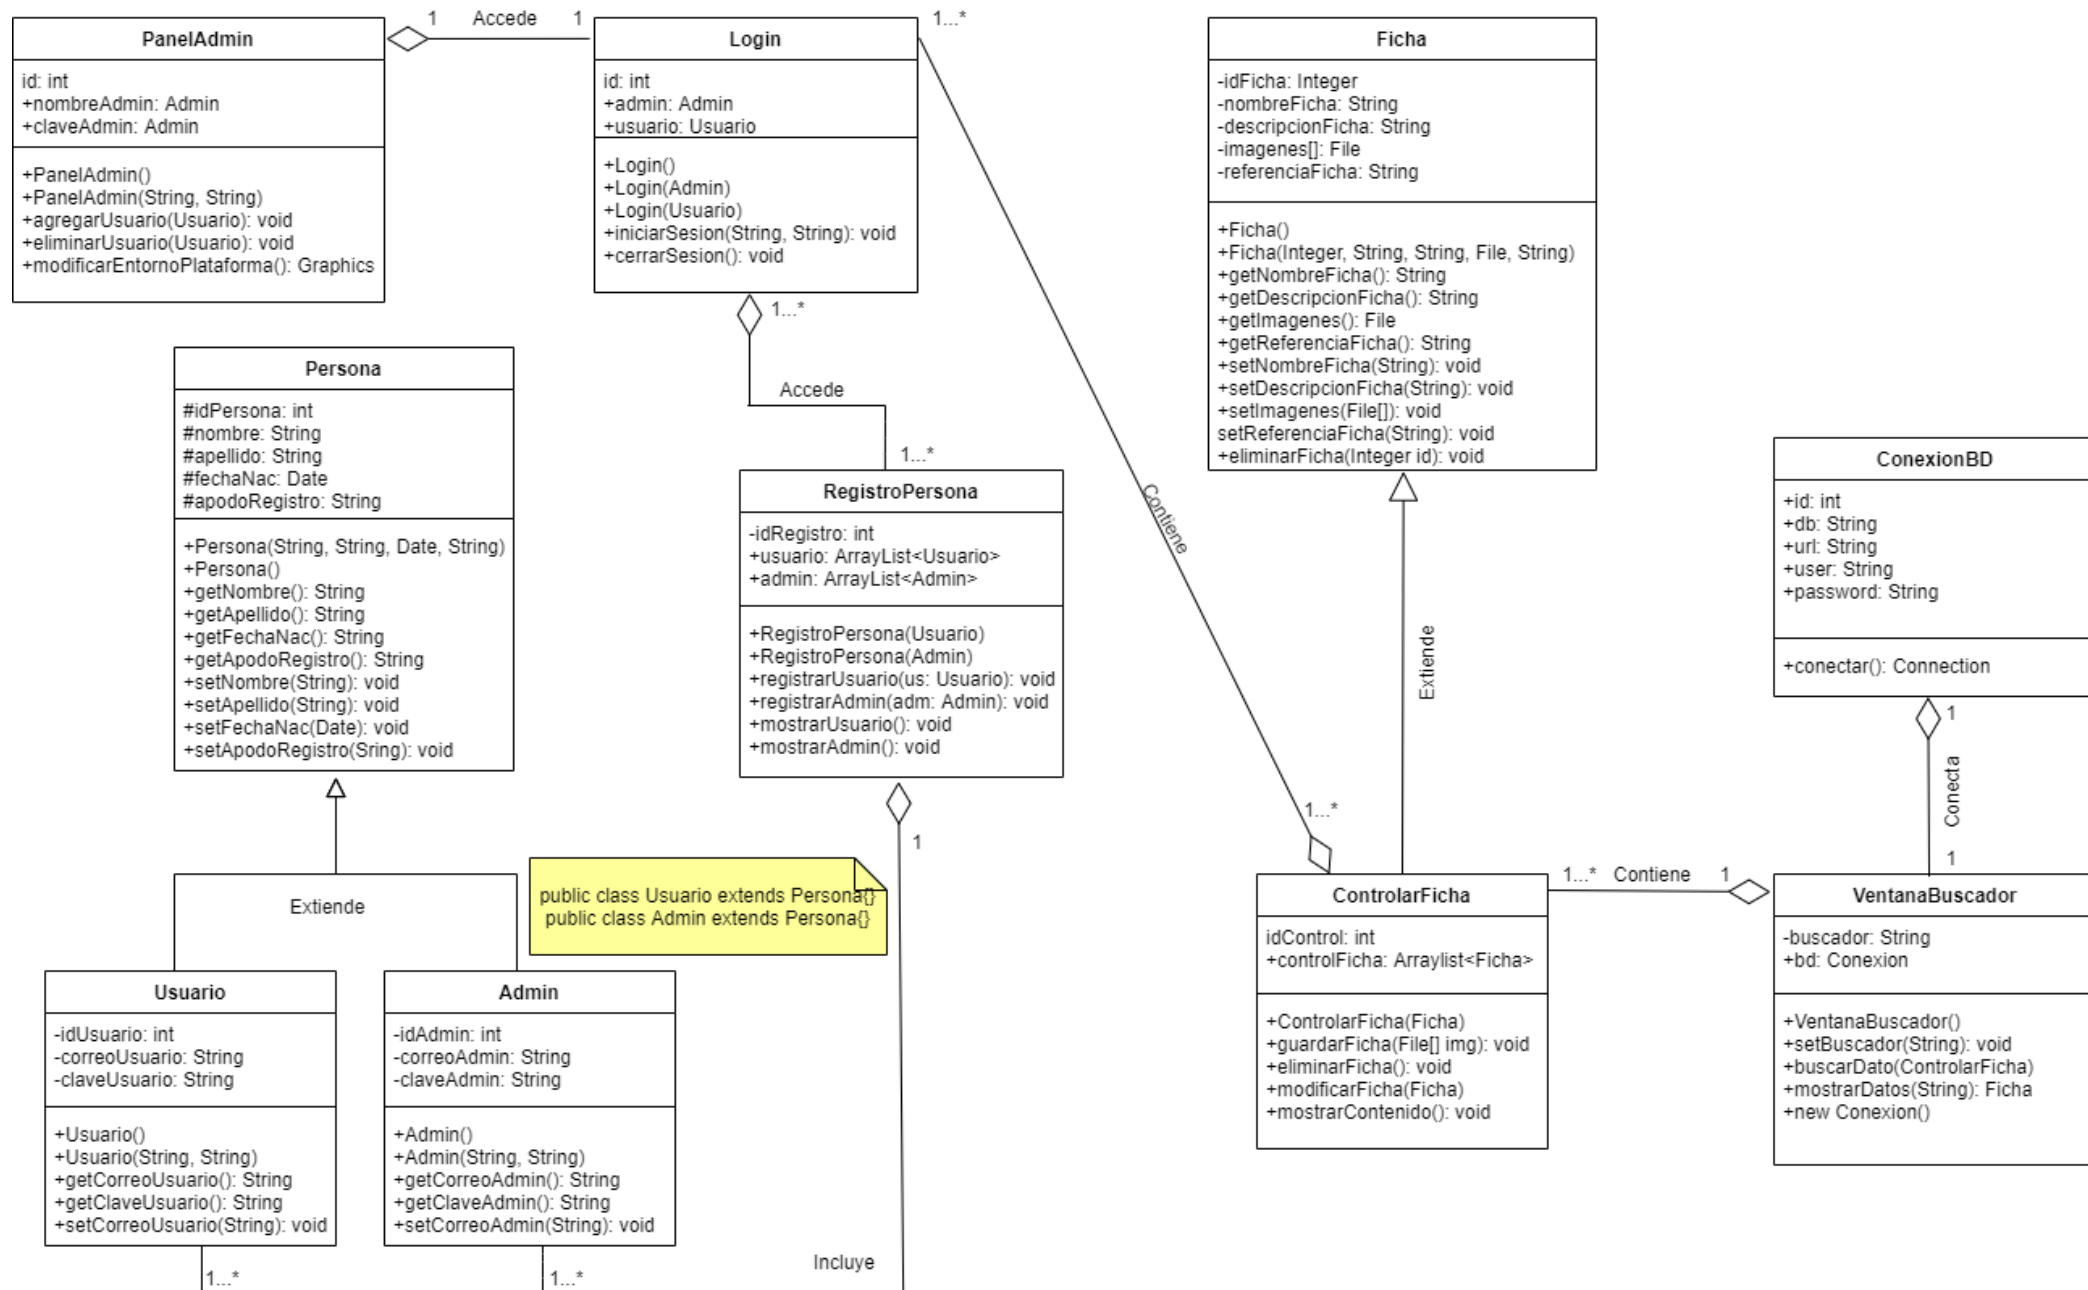 PanelAdmin
id: int
+nombreAdmin: Admin
+claveAdmin: Admin
+PanelAdmin()
+PanelAdmin(String, String)
+agregarUsuario(Usuario): void
+eliminarUsuario(Usuario): void
+modificarEntornoPlataforma(): Graphics
1 Accede 1
Login
id: int
+admin: Admin
+usuario: Usuario
+Login()
+Login(Admin)
+Login(Usuario)
+iniciarSesion(String, String): void
+cerrarSesion(): void
1...*
1...*
Accede
1...*
Ficha
-idFicha: Integer
-nombreFicha: String
-descripcionFicha: String
-imagenes[]: File
-referenciaFicha: String
+Ficha()
+Ficha(Integer, String, String, File, String)
+getNombreFicha(): String
+getDescripcionFicha(): String
+getImagenes(): File
+getReferenciaFicha(): String
+setNombreFicha(String): void
+setDescripcionFicha(String): void
+setImagenes(File[]): void
setReferenciaFicha(String): void
+eliminarFicha(Integer id): void
Persona
#idPersona: int
#nombre: String
#apellido: String
#fechaNac: Date
#apodoRegistro: String
+Persona(String, String, Date, String)
+Persona()
+getNombre(): String
+getApellido(): String
+getFechaNac(): String
+getApodoRegistro(): String
+setNombre(String): void
+setApellido(String): void
+setFechaNac(Date): void
+setApodoRegistro(Sring): void
RegistroPersona
-idRegistro: int
+usuario: ArrayList<Usuario>
+admin: ArrayList<Admin>
+RegistroPersona(Usuario)
+RegistroPersona(Admin)
+registrarUsuario(us: Usuario): void
+registrarAdmin(adm: Admin): void
+mostrarUsuario(): void
+mostrarAdmin(): void
1
Contiene
1...*
Extiende
ConexionBD
+id: int
+db: String
+url: String
+user: String
+password: String
+conectar(): Connection
1
Conecta
1
Extiende
public class Usuario extends Persona{}
public class Admin extends Persona{}
Usuario
-idUsuario: int
-correoUsuario: String
-claveUsuario: String
+Usuario()
+Usuario(String, String)
+getCorreoUsuario(): String
+getClaveUsuario(): String
+setCorreoUsuario(String): void
1...*
Admin
-idAdmin: int
-correoAdmin: String
-claveAdmin: String
+Admin()
+Admin(String, String)
+getCorreoAdmin(): String
+getClaveAdmin(): String
+setCorreoAdmin(String): void
1...*
Incluye
ControlarFicha
idControl: int
+controlFicha: Arraylist<Ficha>
+ControlarFicha(Ficha)
+guardarFicha(File[] img): void
+eliminarFicha(): void
+modificarFicha(Ficha)
+mostrarContenido(): void
1...* Contiene 1
VentanaBuscador
-buscador: String
+bd: Conexion
+VentanaBuscador()
+setBuscador(String): void
+buscarDato(ControlarFicha)
+mostrarDatos(String): Ficha
+new Conexion()